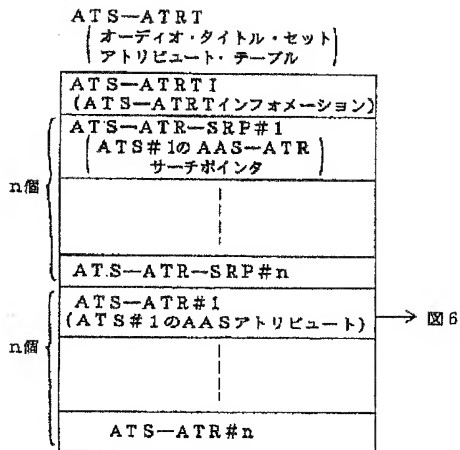 ATS—ATRT
(オーディオ・タイトル・セット
アトリビュート・テーブル)
ATS—ATRTI
(ATS—ATRTインフォメーション)
ATS—ATR—SRP#1
(ATS#1のAAS—ATR
サーチポインタ)
n個
ATS—ATR—SRP#n
ATS—ATR#1
(ATS#1のAASアトリビュート)
図6
n個
ATS—ATR#n